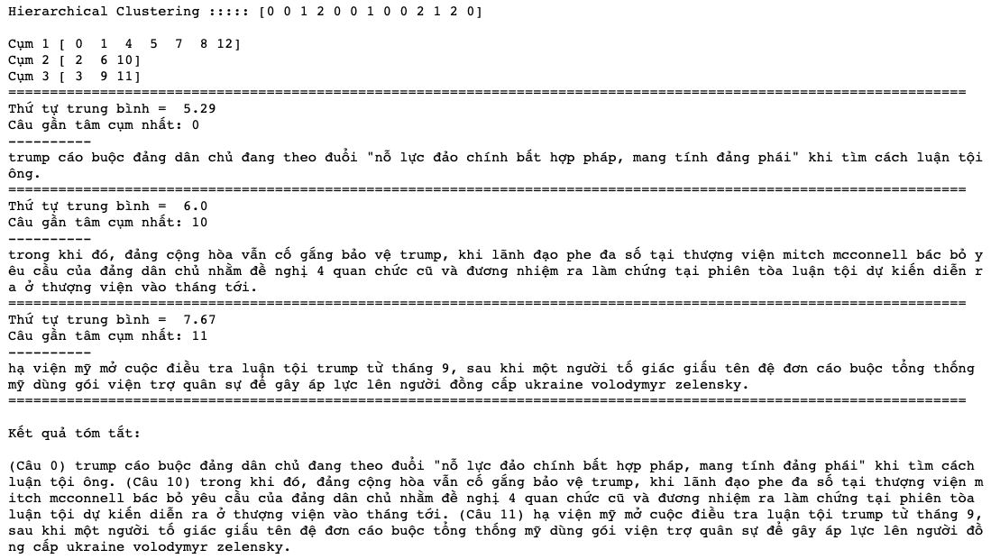 Hierarchical Clustering ::::: [0 0 1 2 0 0 1 0 0 2 1 2 0]
Cụm 1 [ 0  1  4  5  7  8 12]
Cụm 2 [ 2  6 10]
Cụm 3 [ 3  9 11]
===================================================================================================================
Thứ tự trung bình =  5.29
Câu gần tâm cụm nhất: 0
----------
trump cáo buộc đảng dân chủ đang theo đuổi "nỗ lực đảo chính bất hợp pháp, mang tính đảng phái" khi tìm cách luận tội
ông.
===================================================================================================================
Thứ tự trung bình =  6.0
Câu gần tâm cụm nhất: 10
----------
trong khi đó, đảng cộng hòa vẫn cố gắng bảo vệ trump, khi lãnh đạo phe đa số tại thượng viện mitch mcconnell bác bỏ y
êu cầu của đảng dân chủ nhằm đề nghị 4 quan chức cũ và đương nhiệm ra làm chứng tại phiên tòa luận tội dự kiến diễn r
a ở thượng viện vào tháng tới.
===================================================================================================================
Thứ tự trung bình =  7.67
Câu gần tâm cụm nhất: 11
----------
hạ viện mỹ mở cuộc điều tra luận tội trump từ tháng 9, sau khi một người tố giác giấu tên đệ đơn cáo buộc tổng thống
mỹ dùng gói viện trợ quân sự để gây áp lực lên người đồng cấp ukraine volodymyr zelensky.
===================================================================================================================
Kết quả tóm tắt:
(Câu 0) trump cáo buộc đảng dân chủ đang theo đuổi "nỗ lực đảo chính bất hợp pháp, mang tính đảng phái" khi tìm cách
luận tội ông. (Câu 10) trong khi đó, đảng cộng hòa vẫn cố gắng bảo vệ trump, khi lãnh đạo phe đa số tại thượng viện m
itch mcconnell bác bỏ yêu cầu của đảng dân chủ nhằm đề nghị 4 quan chức cũ và đương nhiệm ra làm chứng tại phiên tòa
luận tội dự kiến diễn ra ở thượng viện vào tháng tới. (Câu 11) hạ viện mỹ mở cuộc điều tra luận tội trump từ tháng 9,
sau khi một người tố giác giấu tên đệ đơn cáo buộc tổng thống mỹ dùng gói viện trợ quân sự để gây áp lực lên người đồ
ng cấp ukraine volodymyr zelensky.